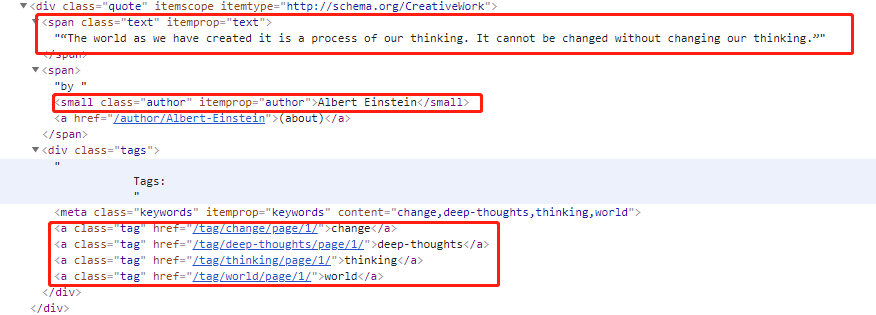 ▼<div class="quote" itemscope itemtype="http://schema.org/CreativeWork">
▼<span class="text" itemprop="text">
"“The world as we have created it is a process of our thinking. It cannot be changed without changing our thinking.”"
</span>
▼<span>
"by "
<small class="author" itemprop="author">Albert Einstein</small>
<a href="/author/Albert-Einstein">(about)</a>
</span>
▼<div class="tags">
"
Tags:
"
<meta class="keywords" itemprop="keywords" content="change,deep-thoughts,thinking,world">
<a class="tag" href="/tag/change/page/1/">change</a>
<a class="tag" href="/tag/deep-thoughts/page/1/">deep-thoughts</a>
<a class="tag" href="/tag/thinking/page/1/">thinking</a>
<a class="tag" href="/tag/world/page/1/">world</a>
</div>
</div>